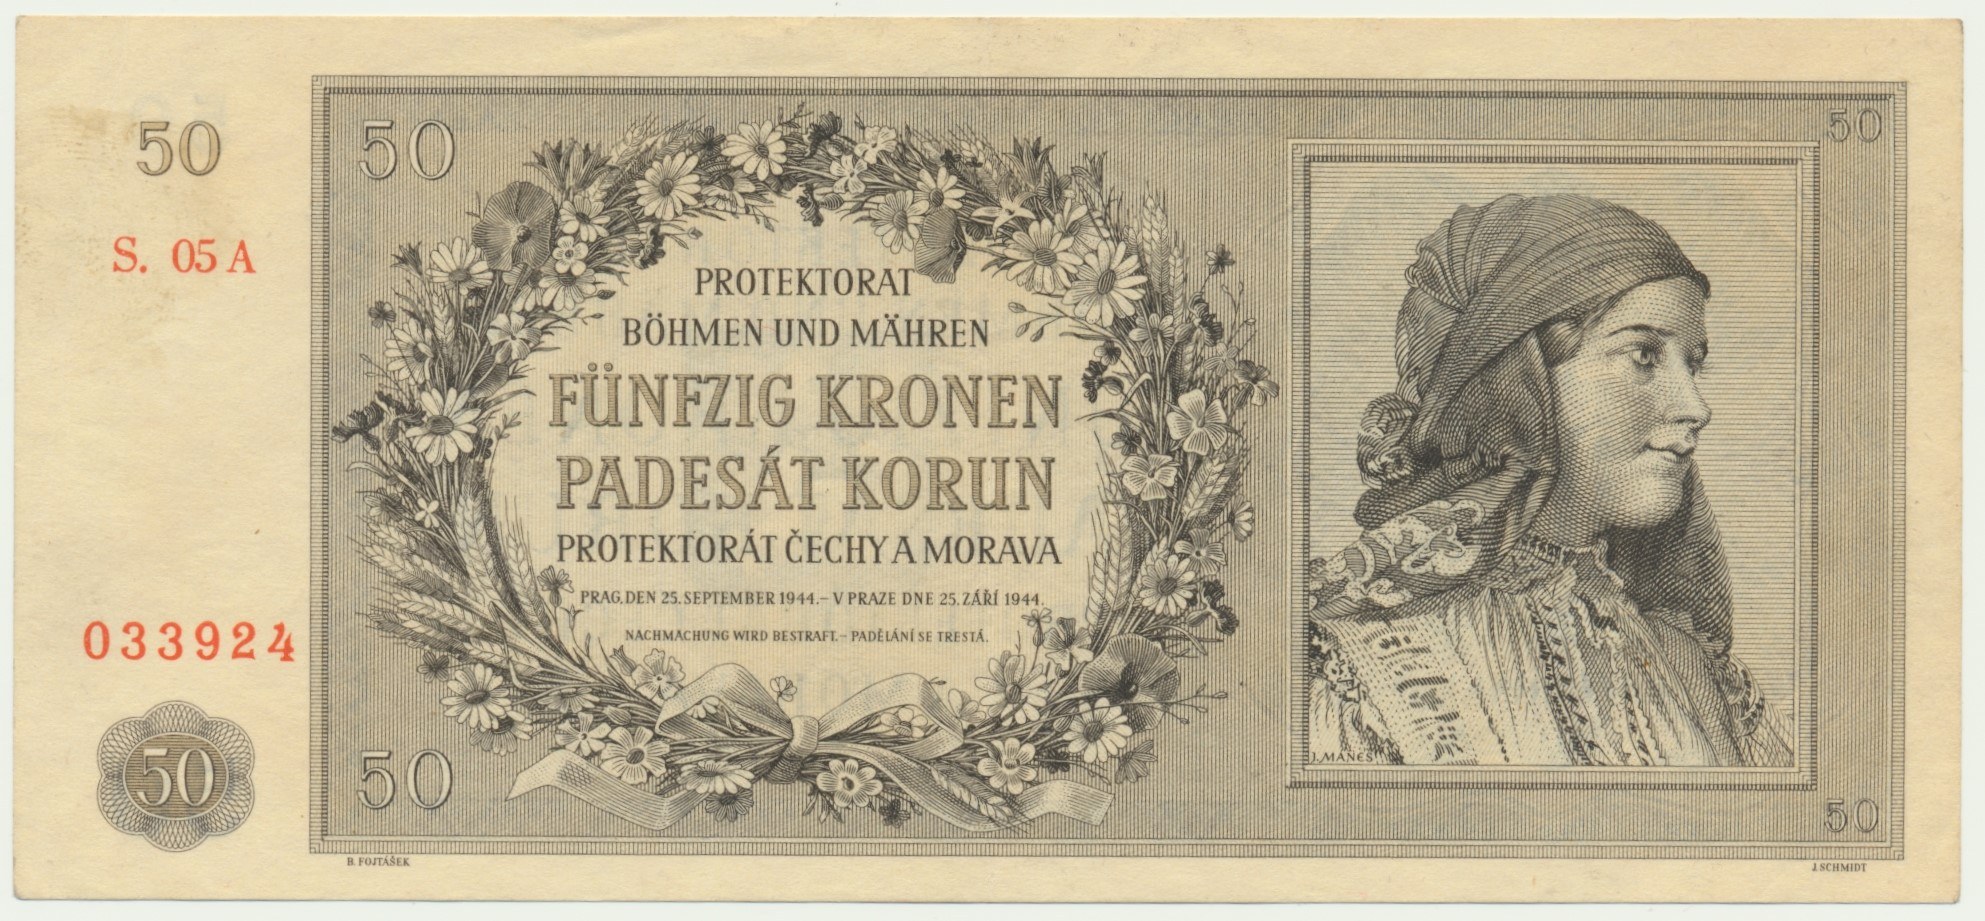 50
S. 05 A
033924
50
50
50
PROTEKTORAT
BÖHMEN UND MÄHREN
FÜNFZIG KRONEN
PADESÁT KORUN
PROTEKTORÁT ČECHY A MORAVA
PRAG, DEN 25. SEPTEMBER 1944. – V PRAZE DNE 25. ZÁŘÍ 1944.
NACHMACHUNG WIRD BESTRAFT. – PADĚLÁNÍ SE TRESTÁ.
50
J. MANES
50
B. FOJTÁŠEK
J. SCHMIDT